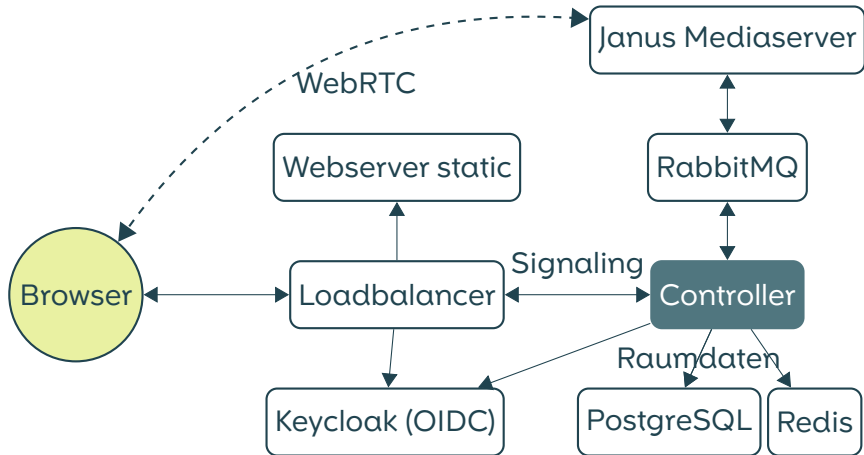 Janus Mediaserver
WebRTC
Webserver static
RabbitMQ
Signaling
Browser
Loadbalancer
Controller
Raumdaten
Keycloak (OIDC)
PostgreSQL
Redis